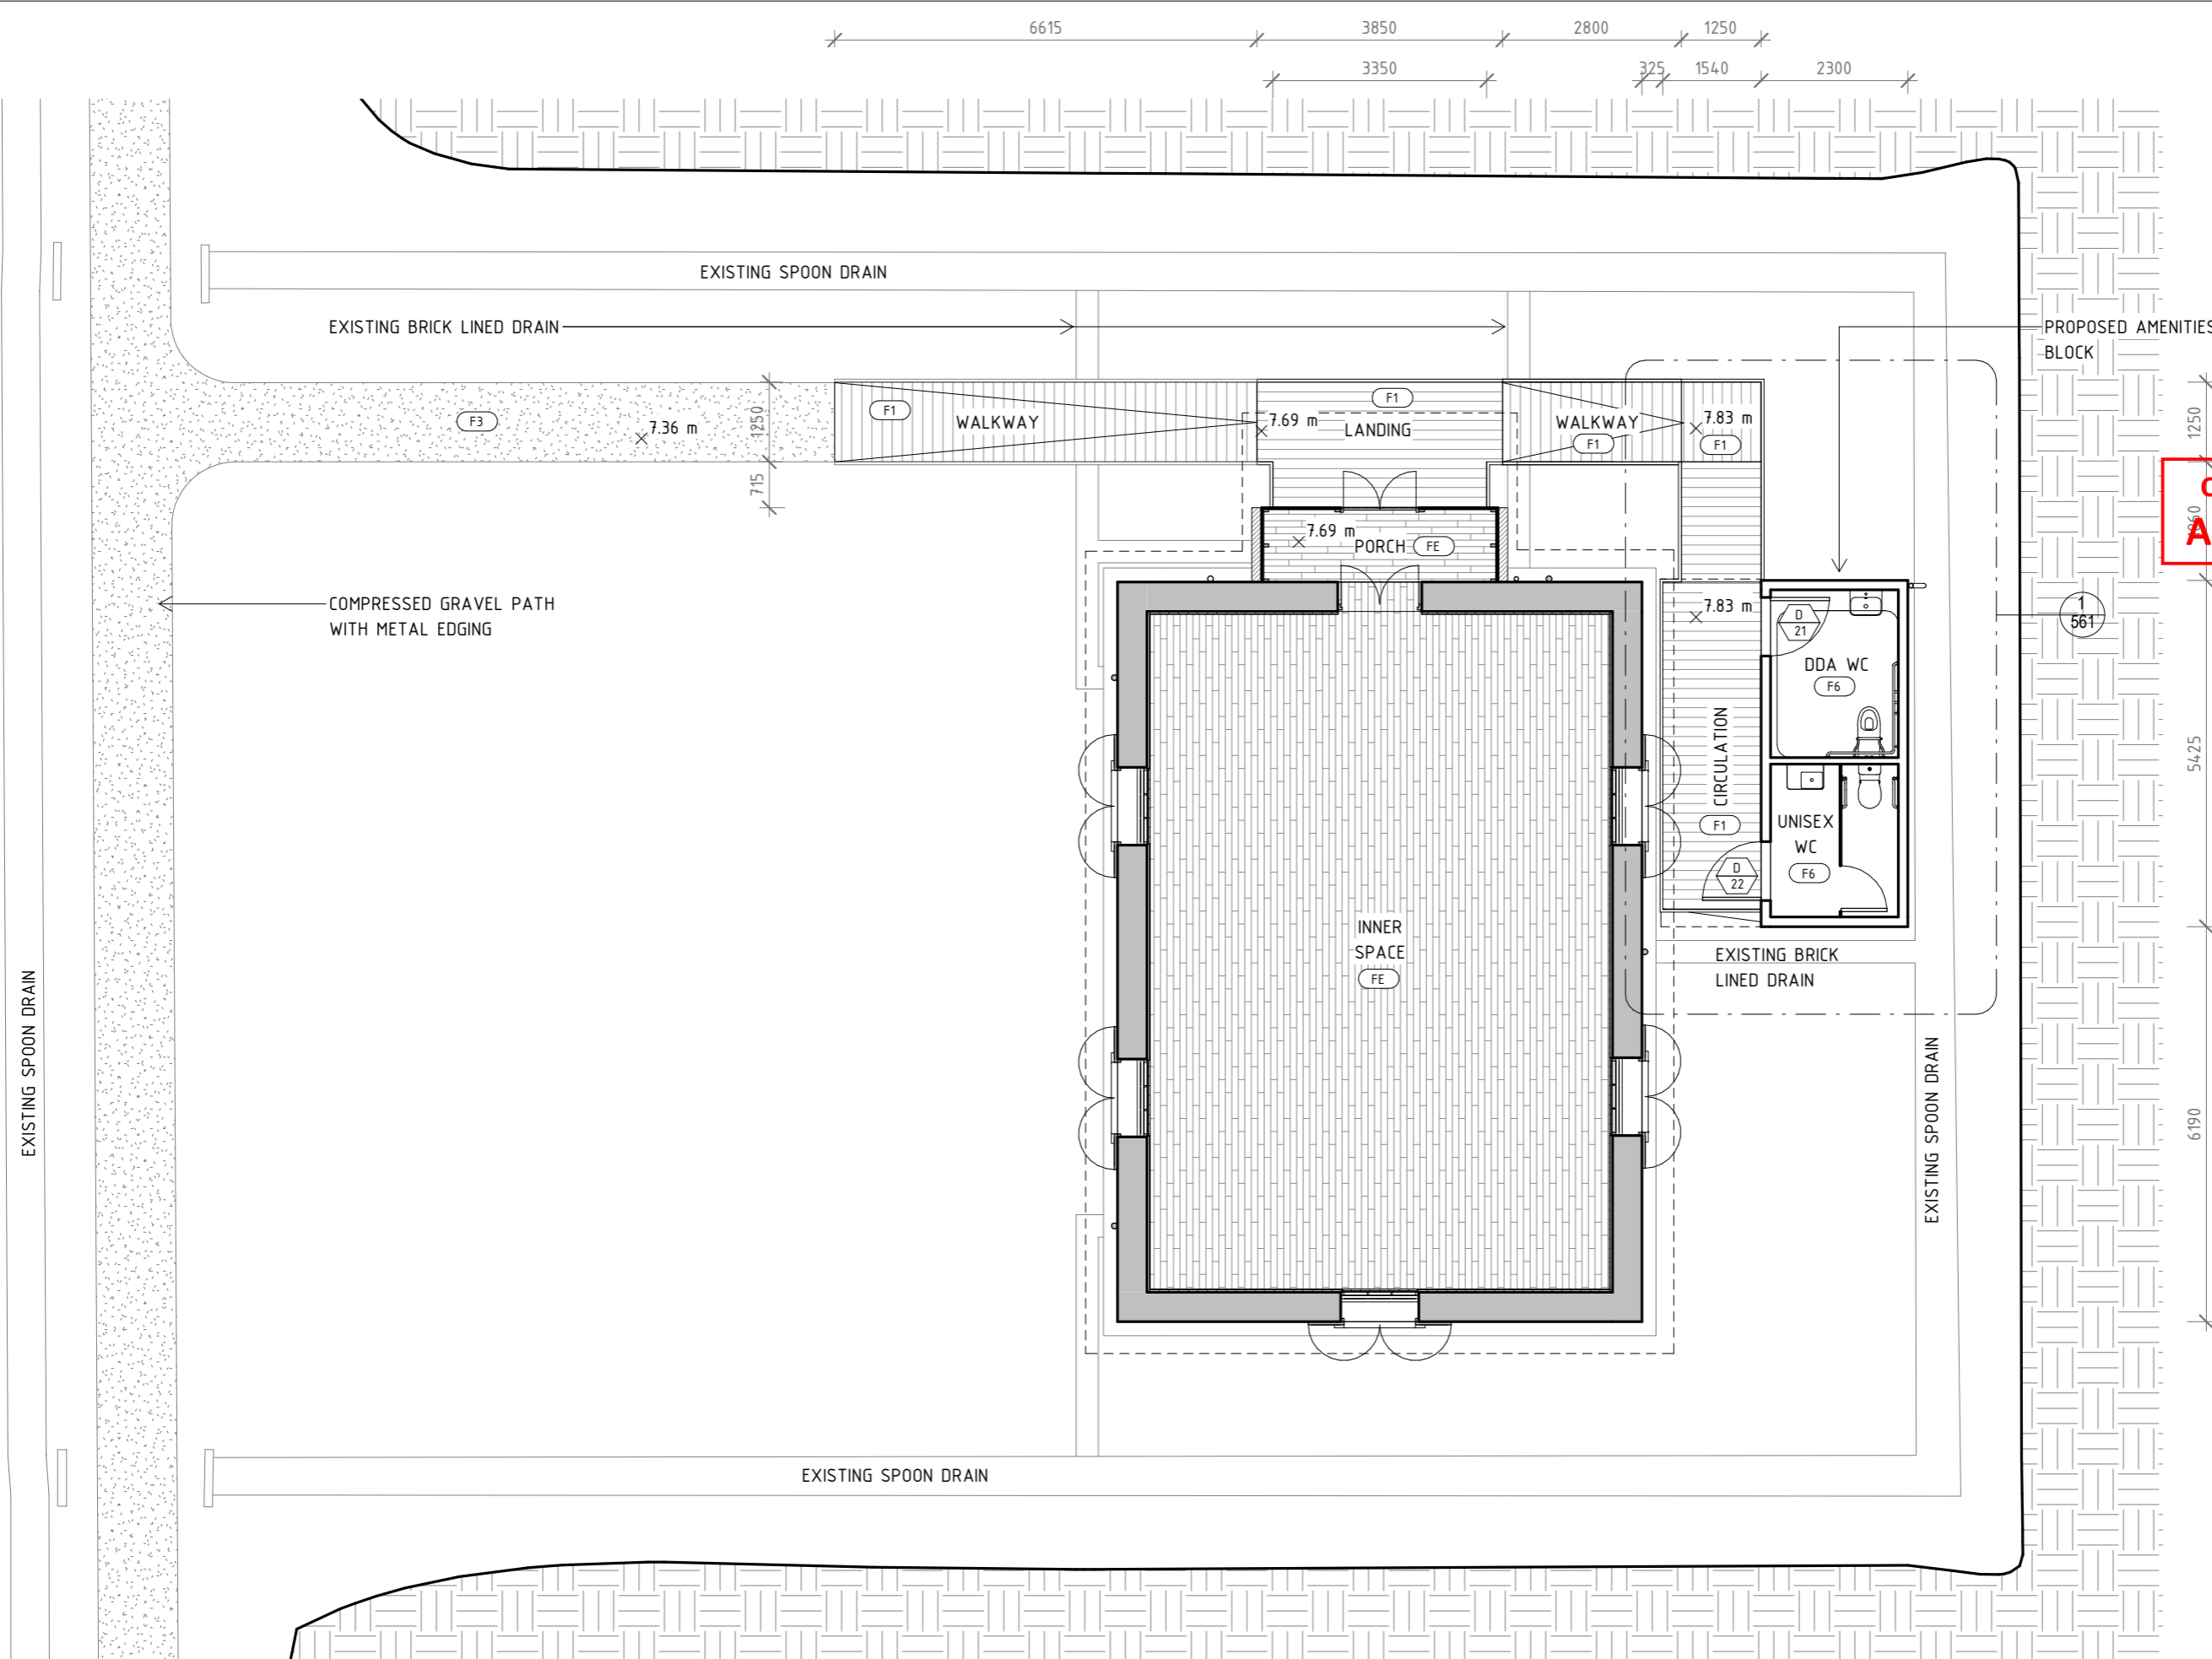 6615
3850
2800
1250
3350
325
1540
2300
EXISTING SPOON DRAIN
EXISTING BRICK LINED DRAIN
PROPOSED AMENITIES
BLOCK
F1
WALKWAY
F3
7.36 m
1250
715
F1
7.69 m
LANDING
WALKWAY
F1
7.83 m
F1
1250
7.69 m
PORCH
FE
COMPRESSED GRAVEL PATH
WITH METAL EDGING
7.83 m
D
21
1
561
DDA WC
F6
CIRCULATION
F1
5425
UNISEX
WC
F6
D
22
INNER
SPACE
FE
EXISTING BRICK
LINED DRAIN
EXISTING SPOON DRAIN
EXISTING SPOON DRAIN
6190
EXISTING SPOON DRAIN